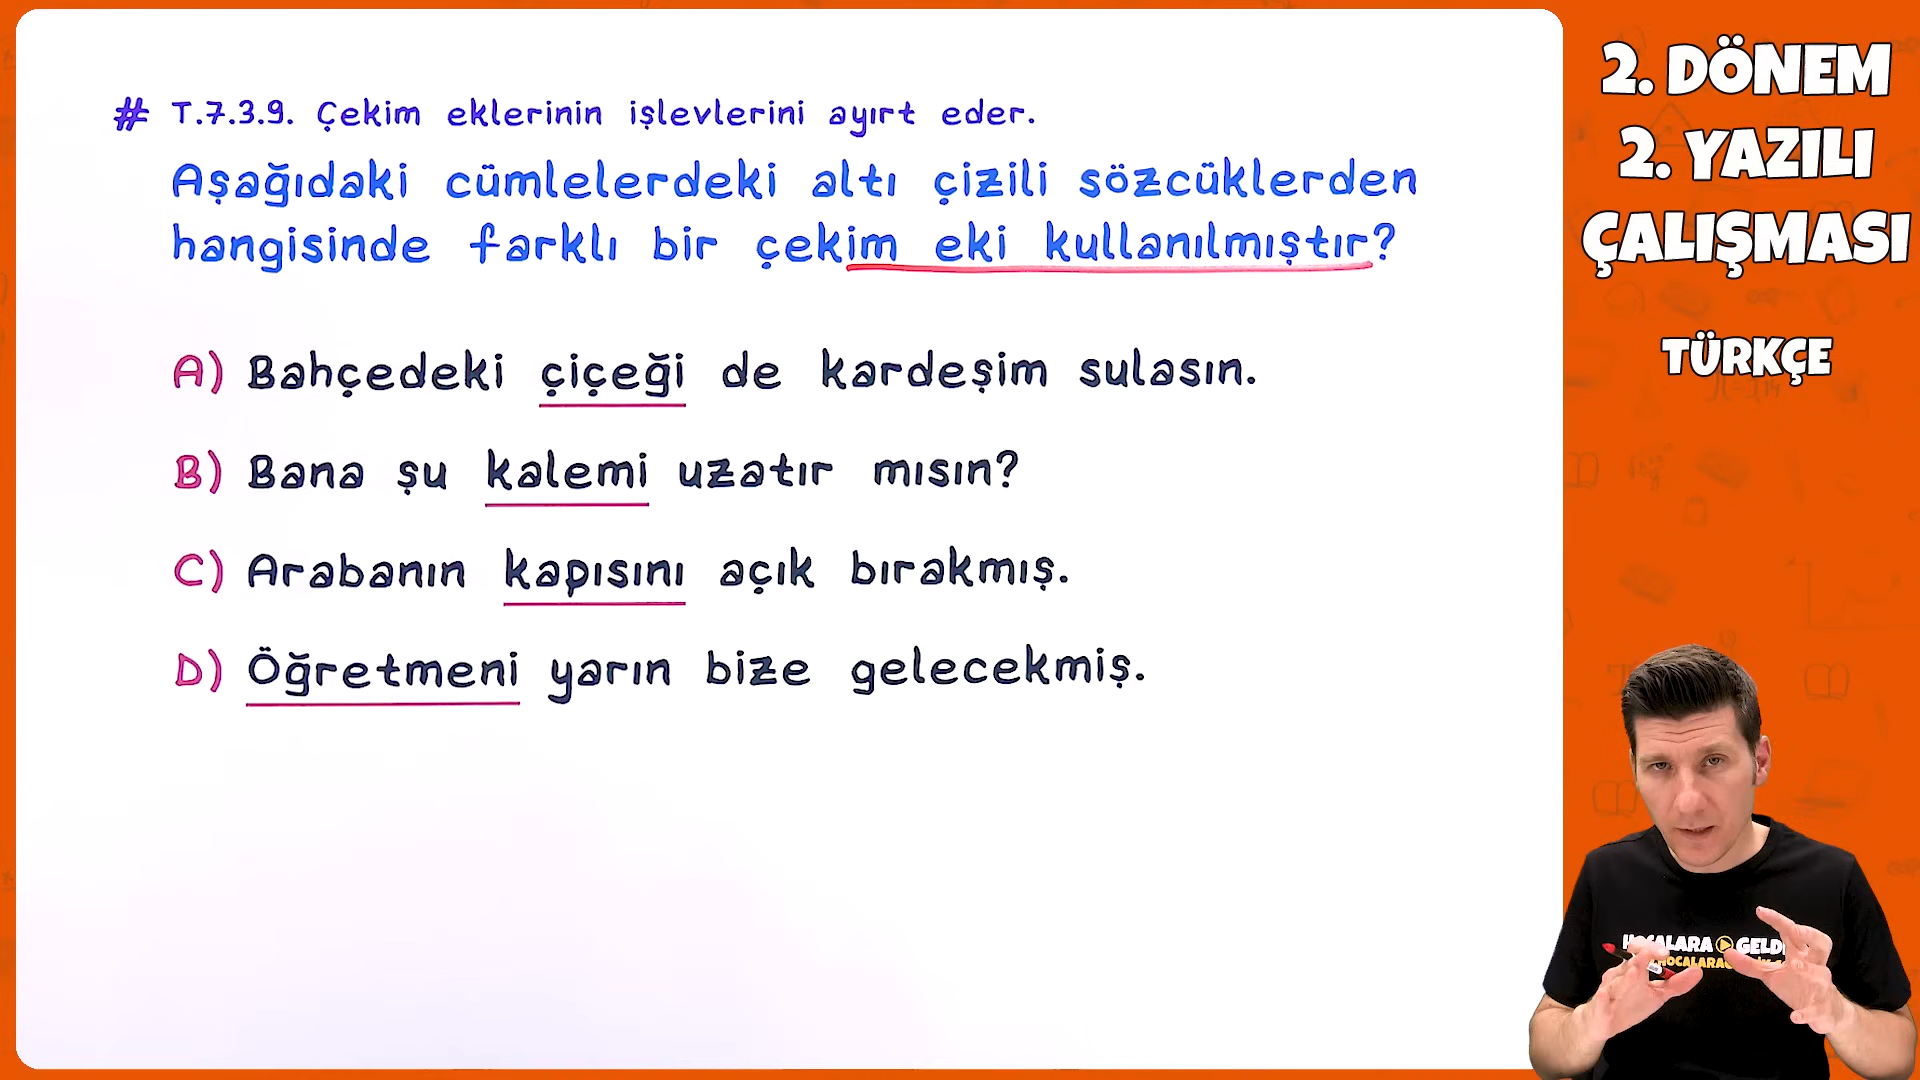 # T.7.3.9. Çekim eklerinin işlevlerini ayırt eder.
Aşağıdaki cümlelerdeki altı çizili sözcüklerden
hangisinde farklı bir çekim eki kullanılmıştır?
A) Bahçedeki çiçeği de kardeşim sulasın.
B) Bana şu kalemi uzatır mısın?
C) Arabanın kapısını açık bırakmış.
D) Öğretmeni yarın bize gelecekmiş.
2. DÖNEM
2. YAZILI
ÇALIŞMASI
TÜRKÇE